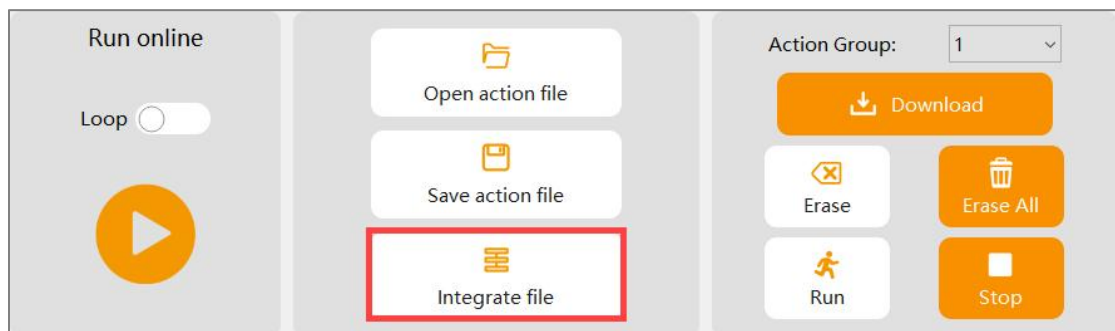 Run online
Loop
Open action file
Save action file
Integrate file
Action Group: 1
Download
Erase
Erase All
Run
Stop